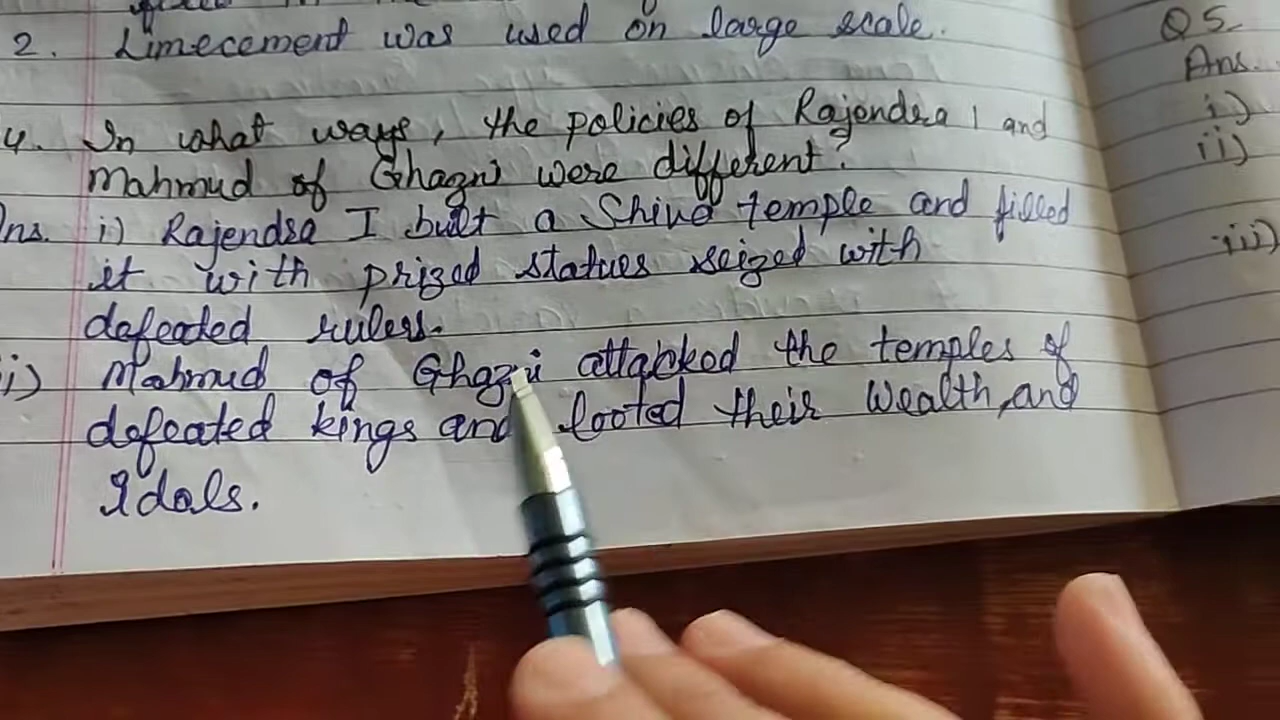 2. Limecement was used on large scale.
4. In what ways, the policies of Rajendra I and
Mahmud of Ghazni were different?
Ans. i) Rajendra I built a Shiva temple and filled
it with prized statues seized with
defeated rulers.
ii) Mahmud of Ghazni attacked the temples of
defeated kings and looted their wealth, and
Idals.
Q5.
Ans.
i)
ii)
iii)